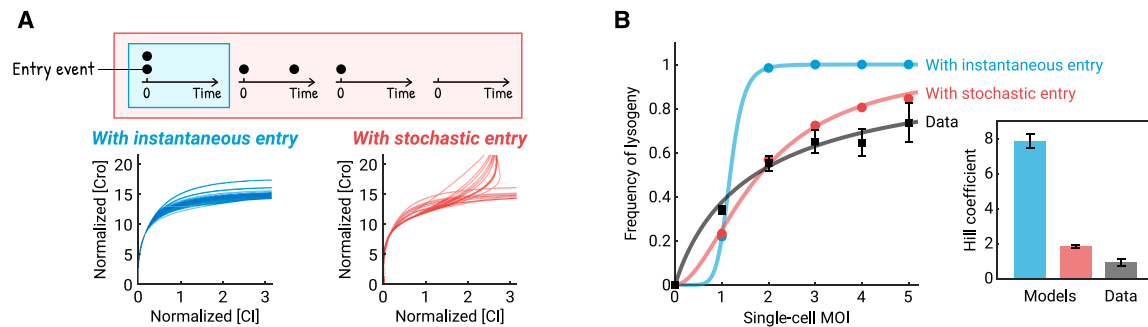 A
Entry event
0
Time
0
Time
0
Time
0
Time
With instantaneous entry
Normalized [Cro]
20
15
10
5
0
0
1
2
3
Normalized [CI]
With stochastic entry
Normalized [Cro]
20
15
10
5
0
0
1
2
3
Normalized [CI]
B
Frequency of lysogeny
1
0.8
0.6
0.4
0.2
0
0
1
2
3
4
5
Single-cell MOI
With instantaneous entry
With stochastic entry
Data
Hill coefficient
8
6
4
2
0
Models
Data